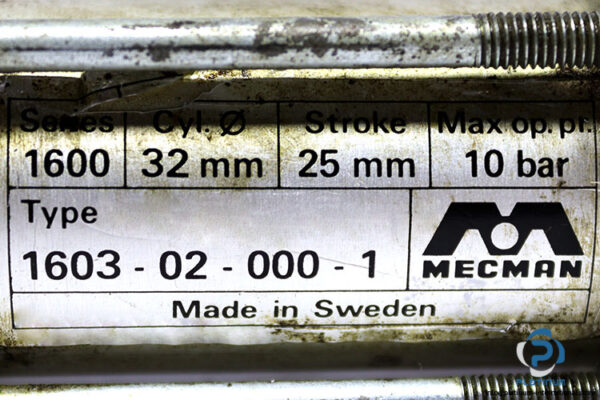 Series Cyl. Ø Stroke Max op. pr.
1600 32 mm 25 mm 10 bar
Type
1603 - 02 - 000 - 1
MECMAN
Made in Sweden